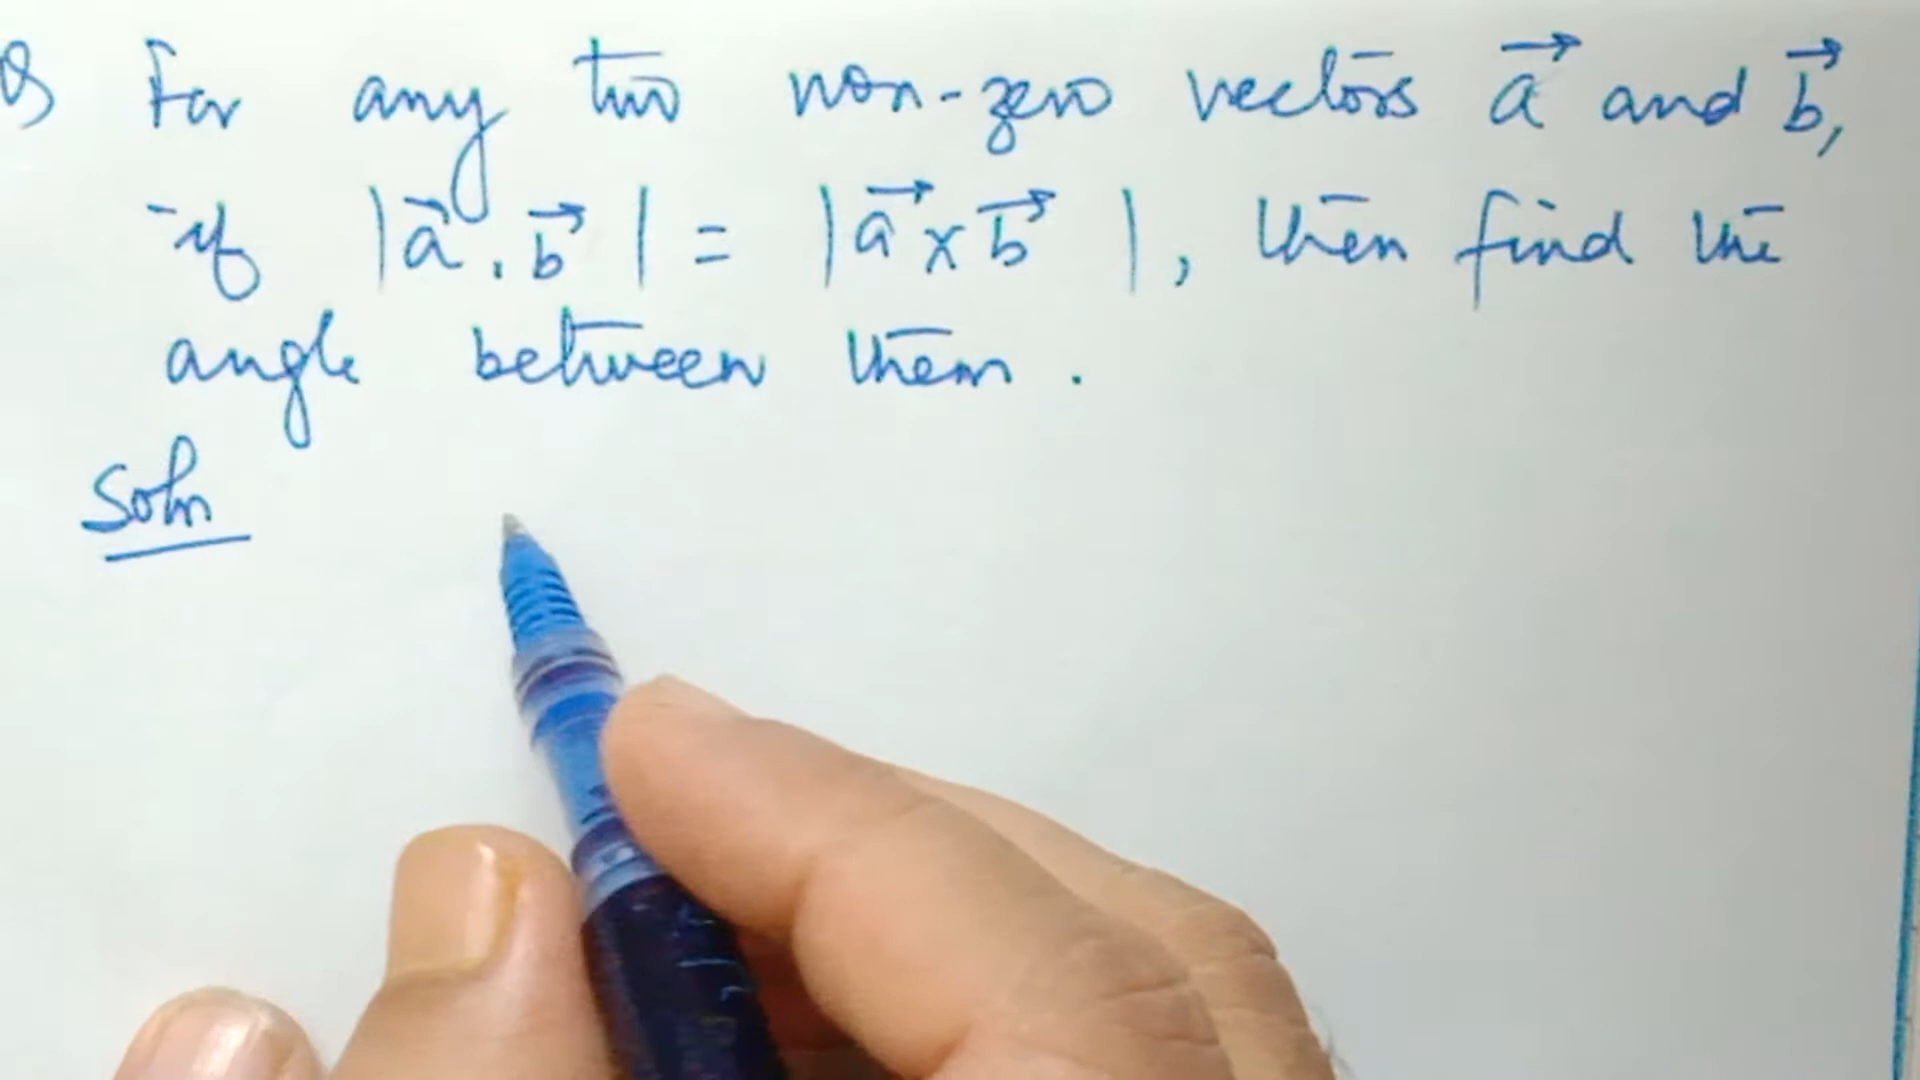 Q For any two non-zero vectors a⃗ and b⃗,
if |a⃗.b⃗| = |a⃗×b⃗|, then find the
angle between them.
Soln